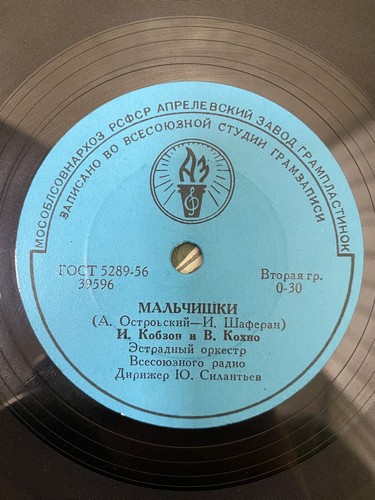 МОСОБЛСОВНАРХОЗ РСФСР АПРЕЛЕВСКИЙ ЗАВОД ГРАМПЛАСТИНОК
ЗАПИСАНО ВО ВСЕСОЮЗНОЙ СТУДИИ ГРАМЗАПИСИ
АЗ
ГОСТ 5289-56
39596
Вторая гр.
0-30
МАЛЬЧИШКИ
(А. Островский—И. Шаферан)
И. Кобзон и В. Кохно
Эстрадный оркестр
Всесоюзного радио
Дирижер Ю. Силантьев